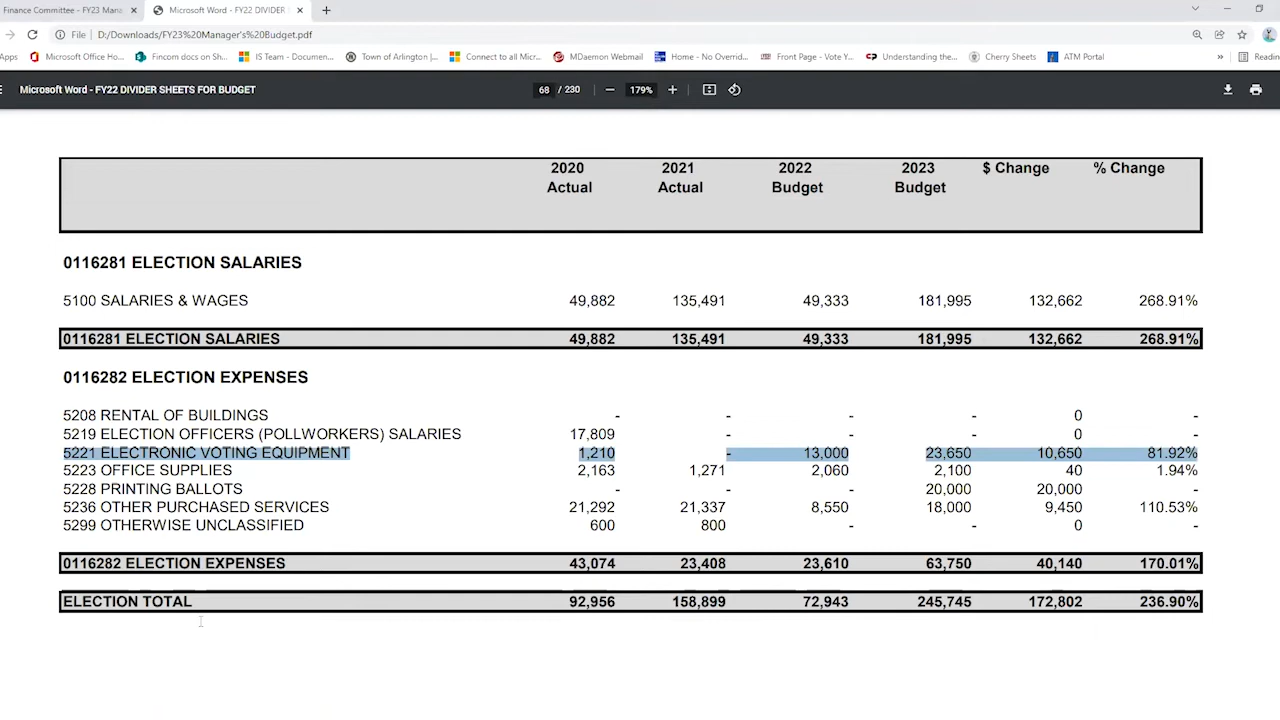 Finance Committee - FY23 Mana
Microsoft Word - FY22 DIVIDER
File | D:/Downloads/FY23%20Manager's%20Budget.pdf
Apps Microsoft Office Ho... Fincom docs on Sh... IS Team - Documen... Town of Arlington |... Connect to all Micr... MDaemon Webmail Home - No Overrid... Front Page - Vote Y... Understanding the... Cherry Sheets ATM Portal » Readin
Microsoft Word - FY22 DIVIDER SHEETS FOR BUDGET 68 / 230 179%
2020 2021 2022 2023 $ Change % Change
Actual Actual Budget Budget
0116281 ELECTION SALARIES
5100 SALARIES & WAGES 49,882 135,491 49,333 181,995 132,662 268.91%
0116281 ELECTION SALARIES 49,882 135,491 49,333 181,995 132,662 268.91%
0116282 ELECTION EXPENSES
5208 RENTAL OF BUILDINGS - - - - 0 -
5219 ELECTION OFFICERS (POLLWORKERS) SALARIES 17,809 - - - 0 -
5221 ELECTRONIC VOTING EQUIPMENT 1,210 - 13,000 23,650 10,650 81.92%
5223 OFFICE SUPPLIES 2,163 1,271 2,060 2,100 40 1.94%
5228 PRINTING BALLOTS - - - 20,000 20,000 -
5236 OTHER PURCHASED SERVICES 21,292 21,337 8,550 18,000 9,450 110.53%
5299 OTHERWISE UNCLASSIFIED 600 800 - - 0 -
0116282 ELECTION EXPENSES 43,074 23,408 23,610 63,750 40,140 170.01%
ELECTION TOTAL 92,956 158,899 72,943 245,745 172,802 236.90%